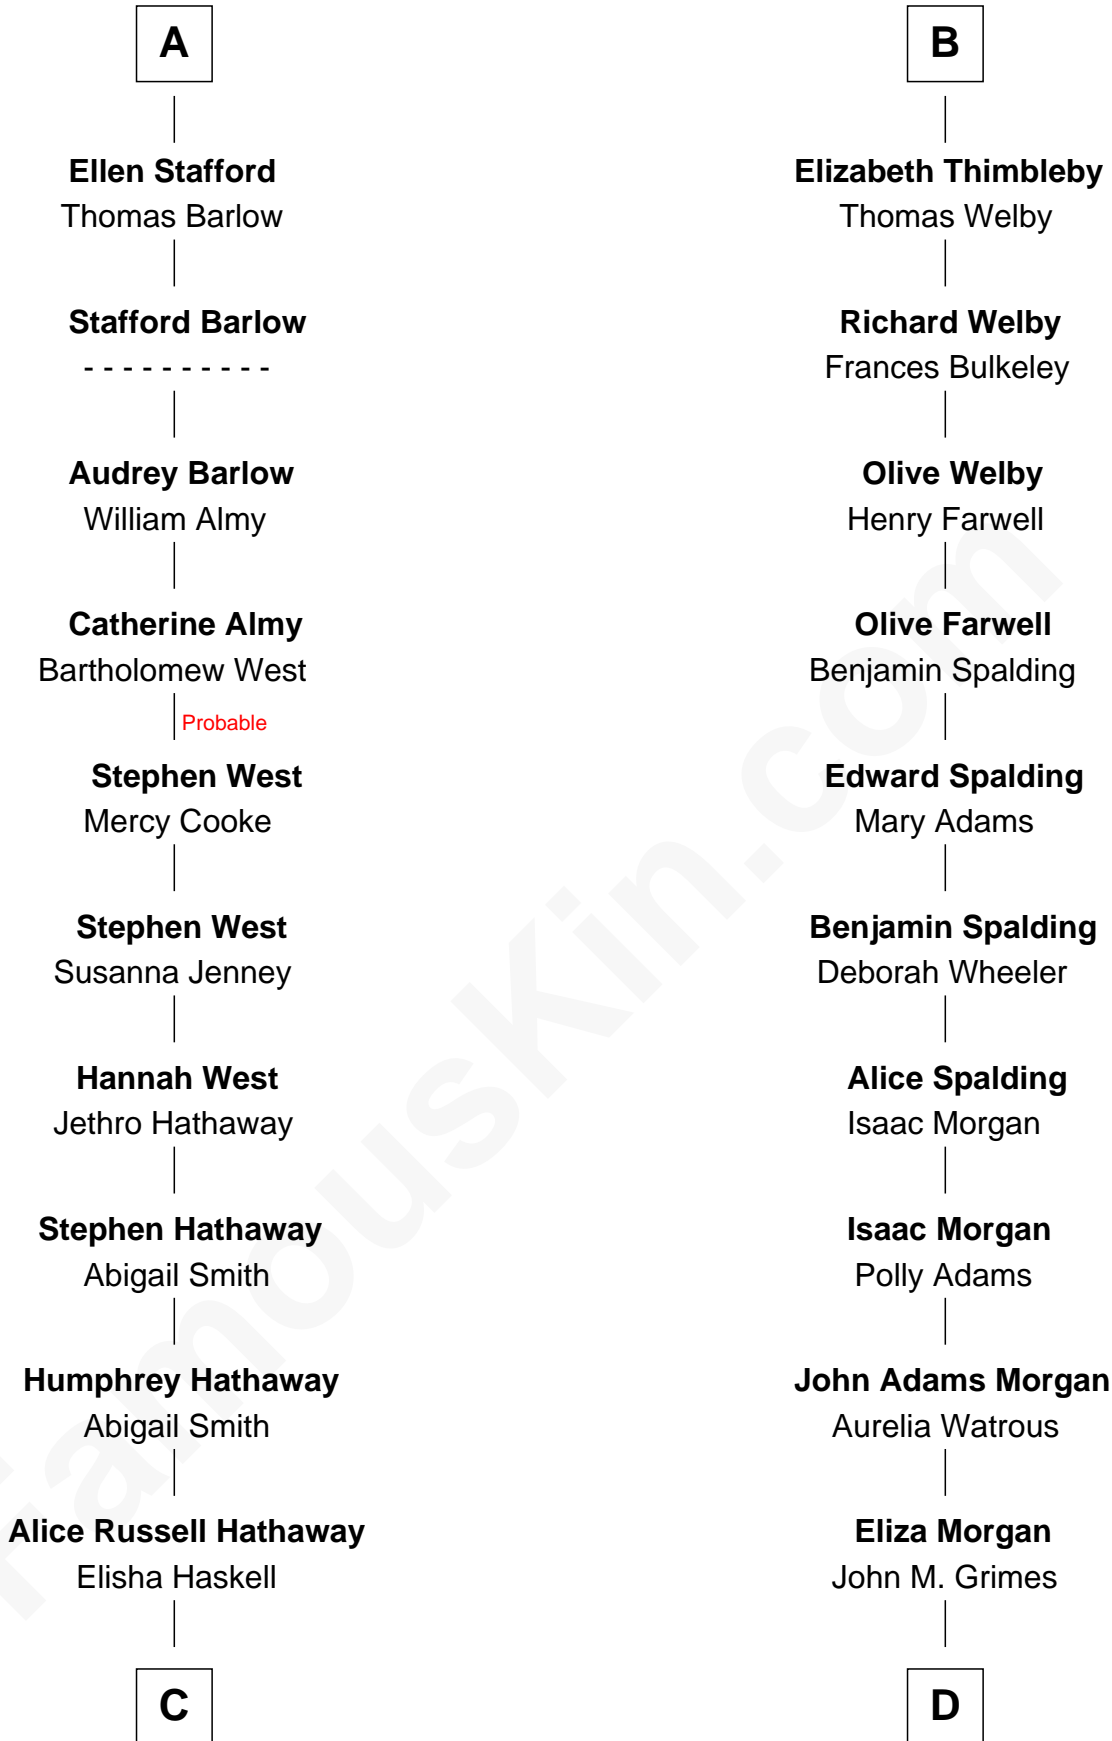 A
Ellen Stafford
Thomas Barlow
Stafford Barlow
- - - - - - - - - -
Audrey Barlow
William Almy
Catherine Almy
Bartholomew West
Probable
Stephen West
Mercy Cooke
Stephen West
Susanna Jenney
Hannah West
Jethro Hathaway
Stephen Hathaway
Abigail Smith
Humphrey Hathaway
Abigail Smith
Alice Russell Hathaway
Elisha Haskell
C
B
Elizabeth Thimbleby
Thomas Welby
Richard Welby
Frances Bulkeley
Olive Welby
Henry Farwell
Olive Farwell
Benjamin Spalding
Edward Spalding
Mary Adams
Benjamin Spalding
Deborah Wheeler
Alice Spalding
Isaac Morgan
Isaac Morgan
Polly Adams
John Adams Morgan
Aurelia Watrous
Eliza Morgan
John M. Grimes
D
FamousKin.com